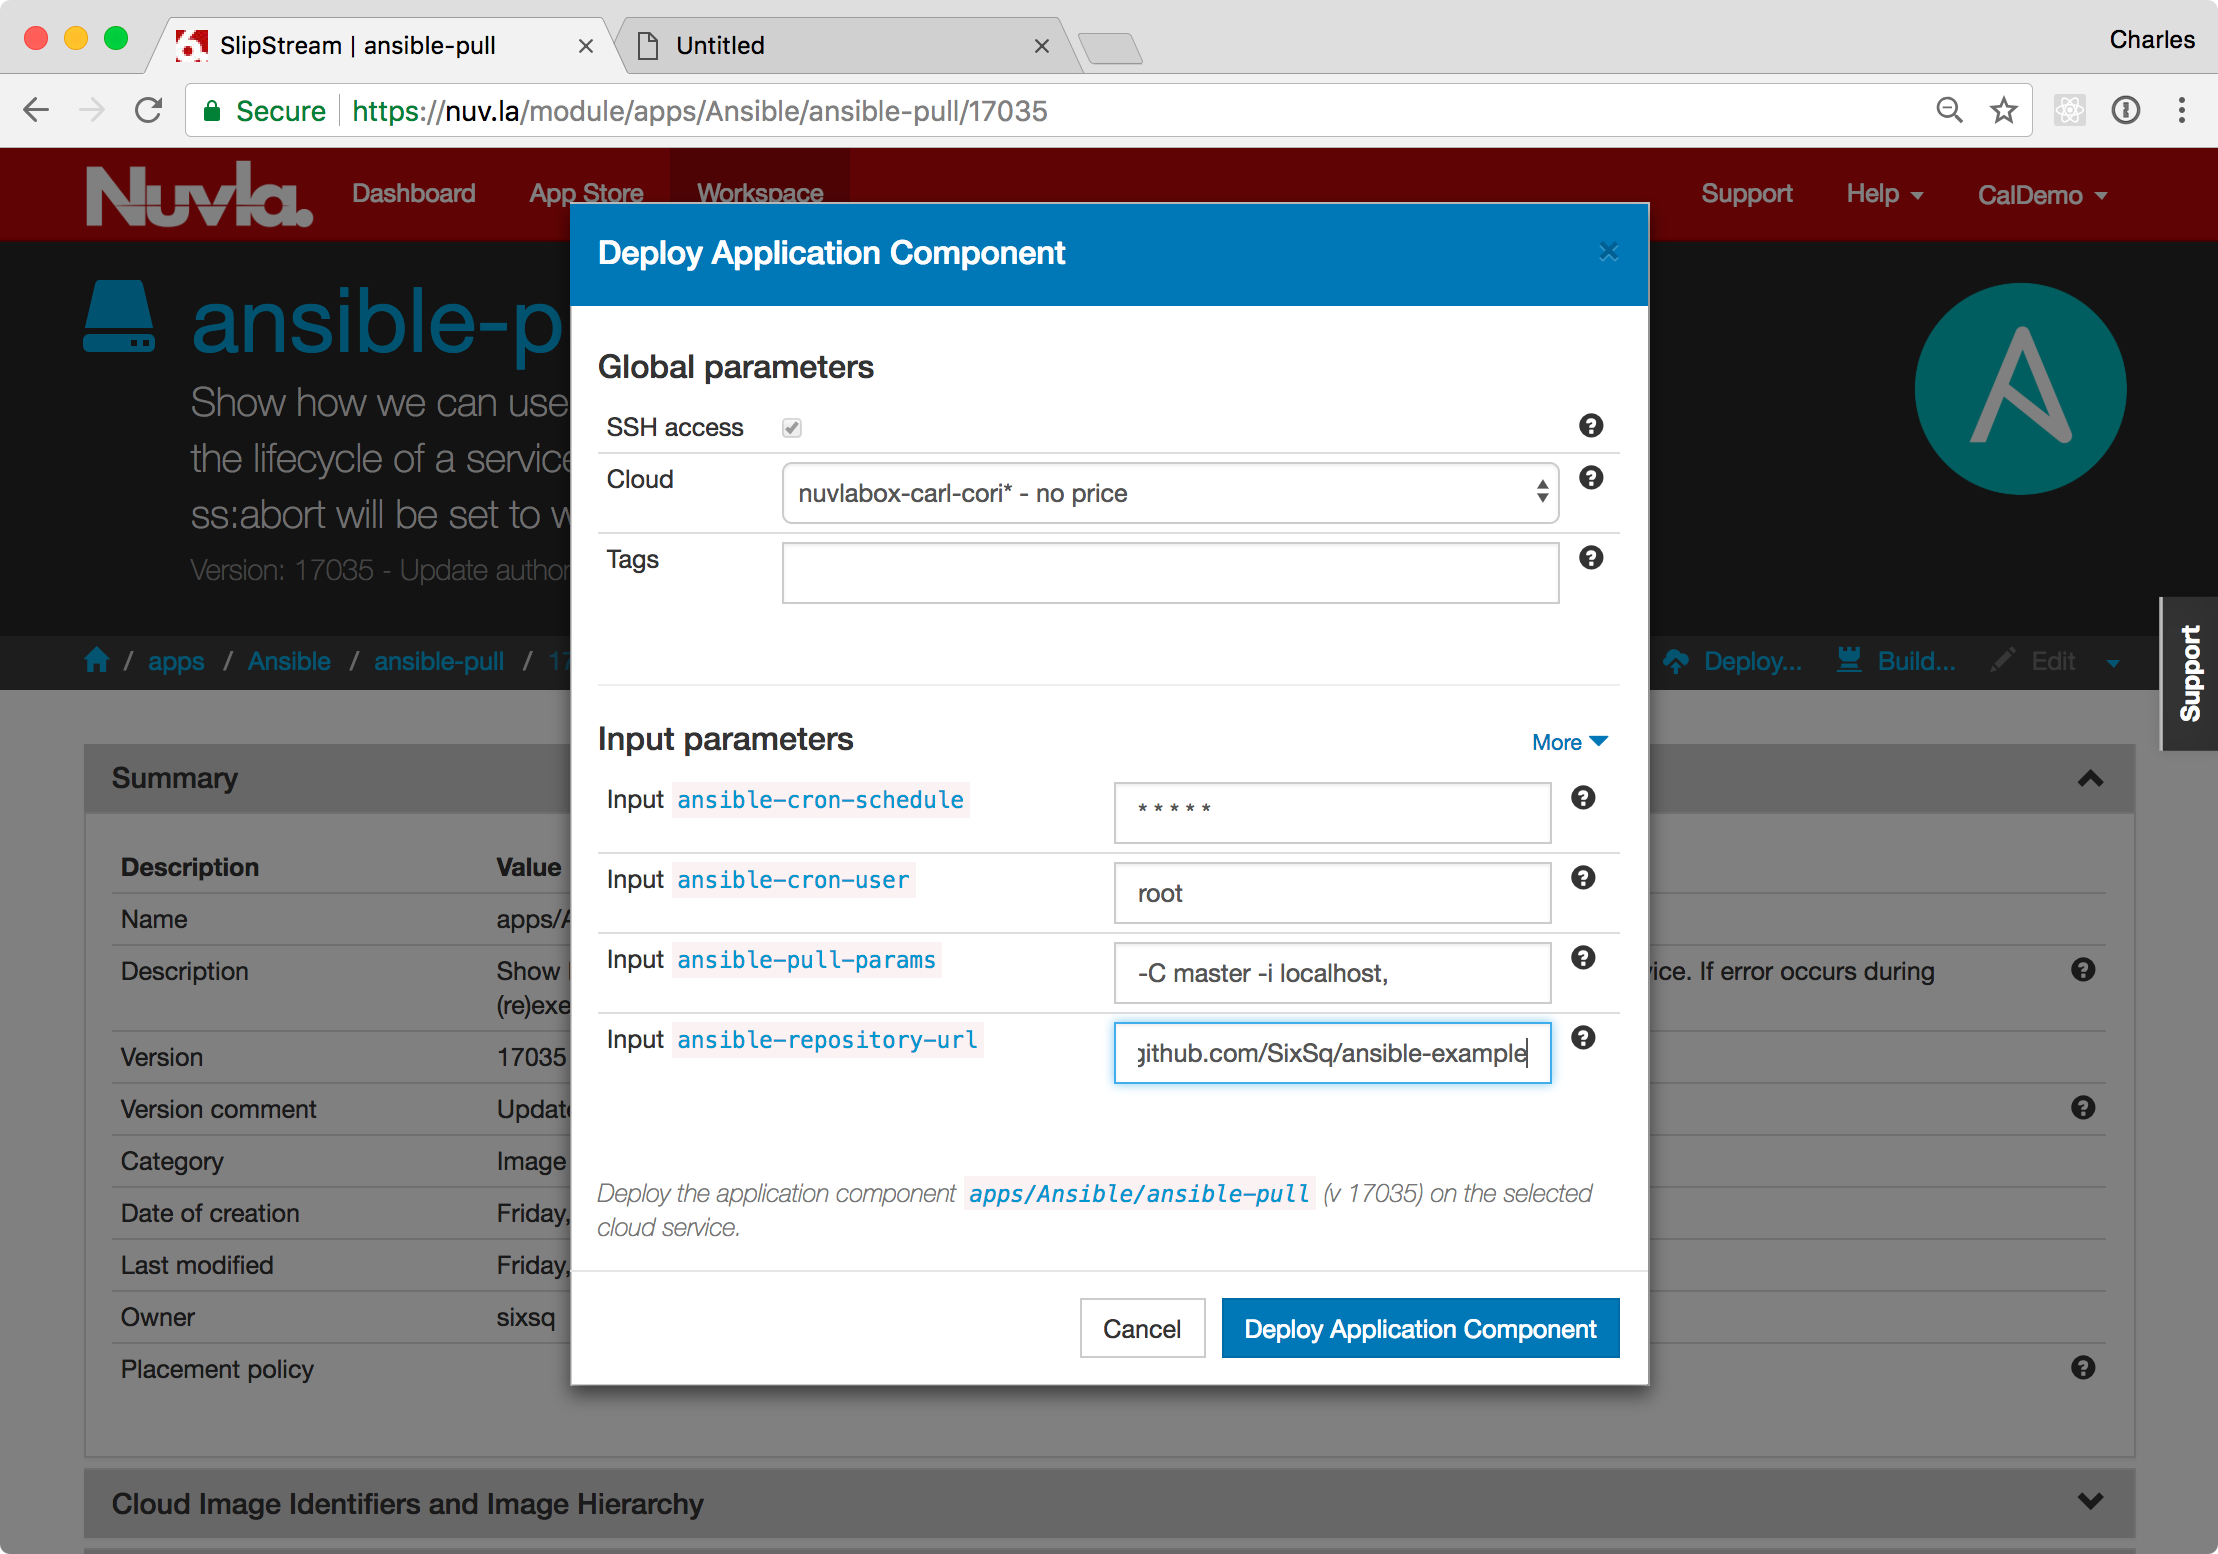 SlipStream | ansible-pull
Untitled
Charles
Secure
https://nuv.la/module/apps/Ansible/ansible-pull/17035
Nuvla.
Dashboard
App Store
Workspace
Support
Help
CalDemo
Deploy Application Component
ansible-p
Show how we can use
the lifecycle of a service
ss:abort will be set to w
Version: 17035 - Update author
Global parameters
SSH access
Cloud
nuvlabox-carl-cori* - no price
Tags
/ apps / Ansible / ansible-pull / 17
Deploy...
Build...
Edit
Support
Input parameters
More
Input ansible-cron-schedule
* * * * *
Input ansible-cron-user
root
Input ansible-pull-params
-C master -i localhost,
Input ansible-repository-url
github.com/SixSq/ansible-example
Deploy the application component apps/Ansible/ansible-pull (v 17035) on the selected
cloud service.
Cancel
Deploy Application Component
Summary
Description Value
Name apps/A
Description Show
vice. If error occurs during
(re)exe
Version 17035
Version comment Update
Category Image
Date of creation Friday,
Last modified Friday,
Owner sixsq
Placement policy
Cloud Image Identifiers and Image Hierarchy